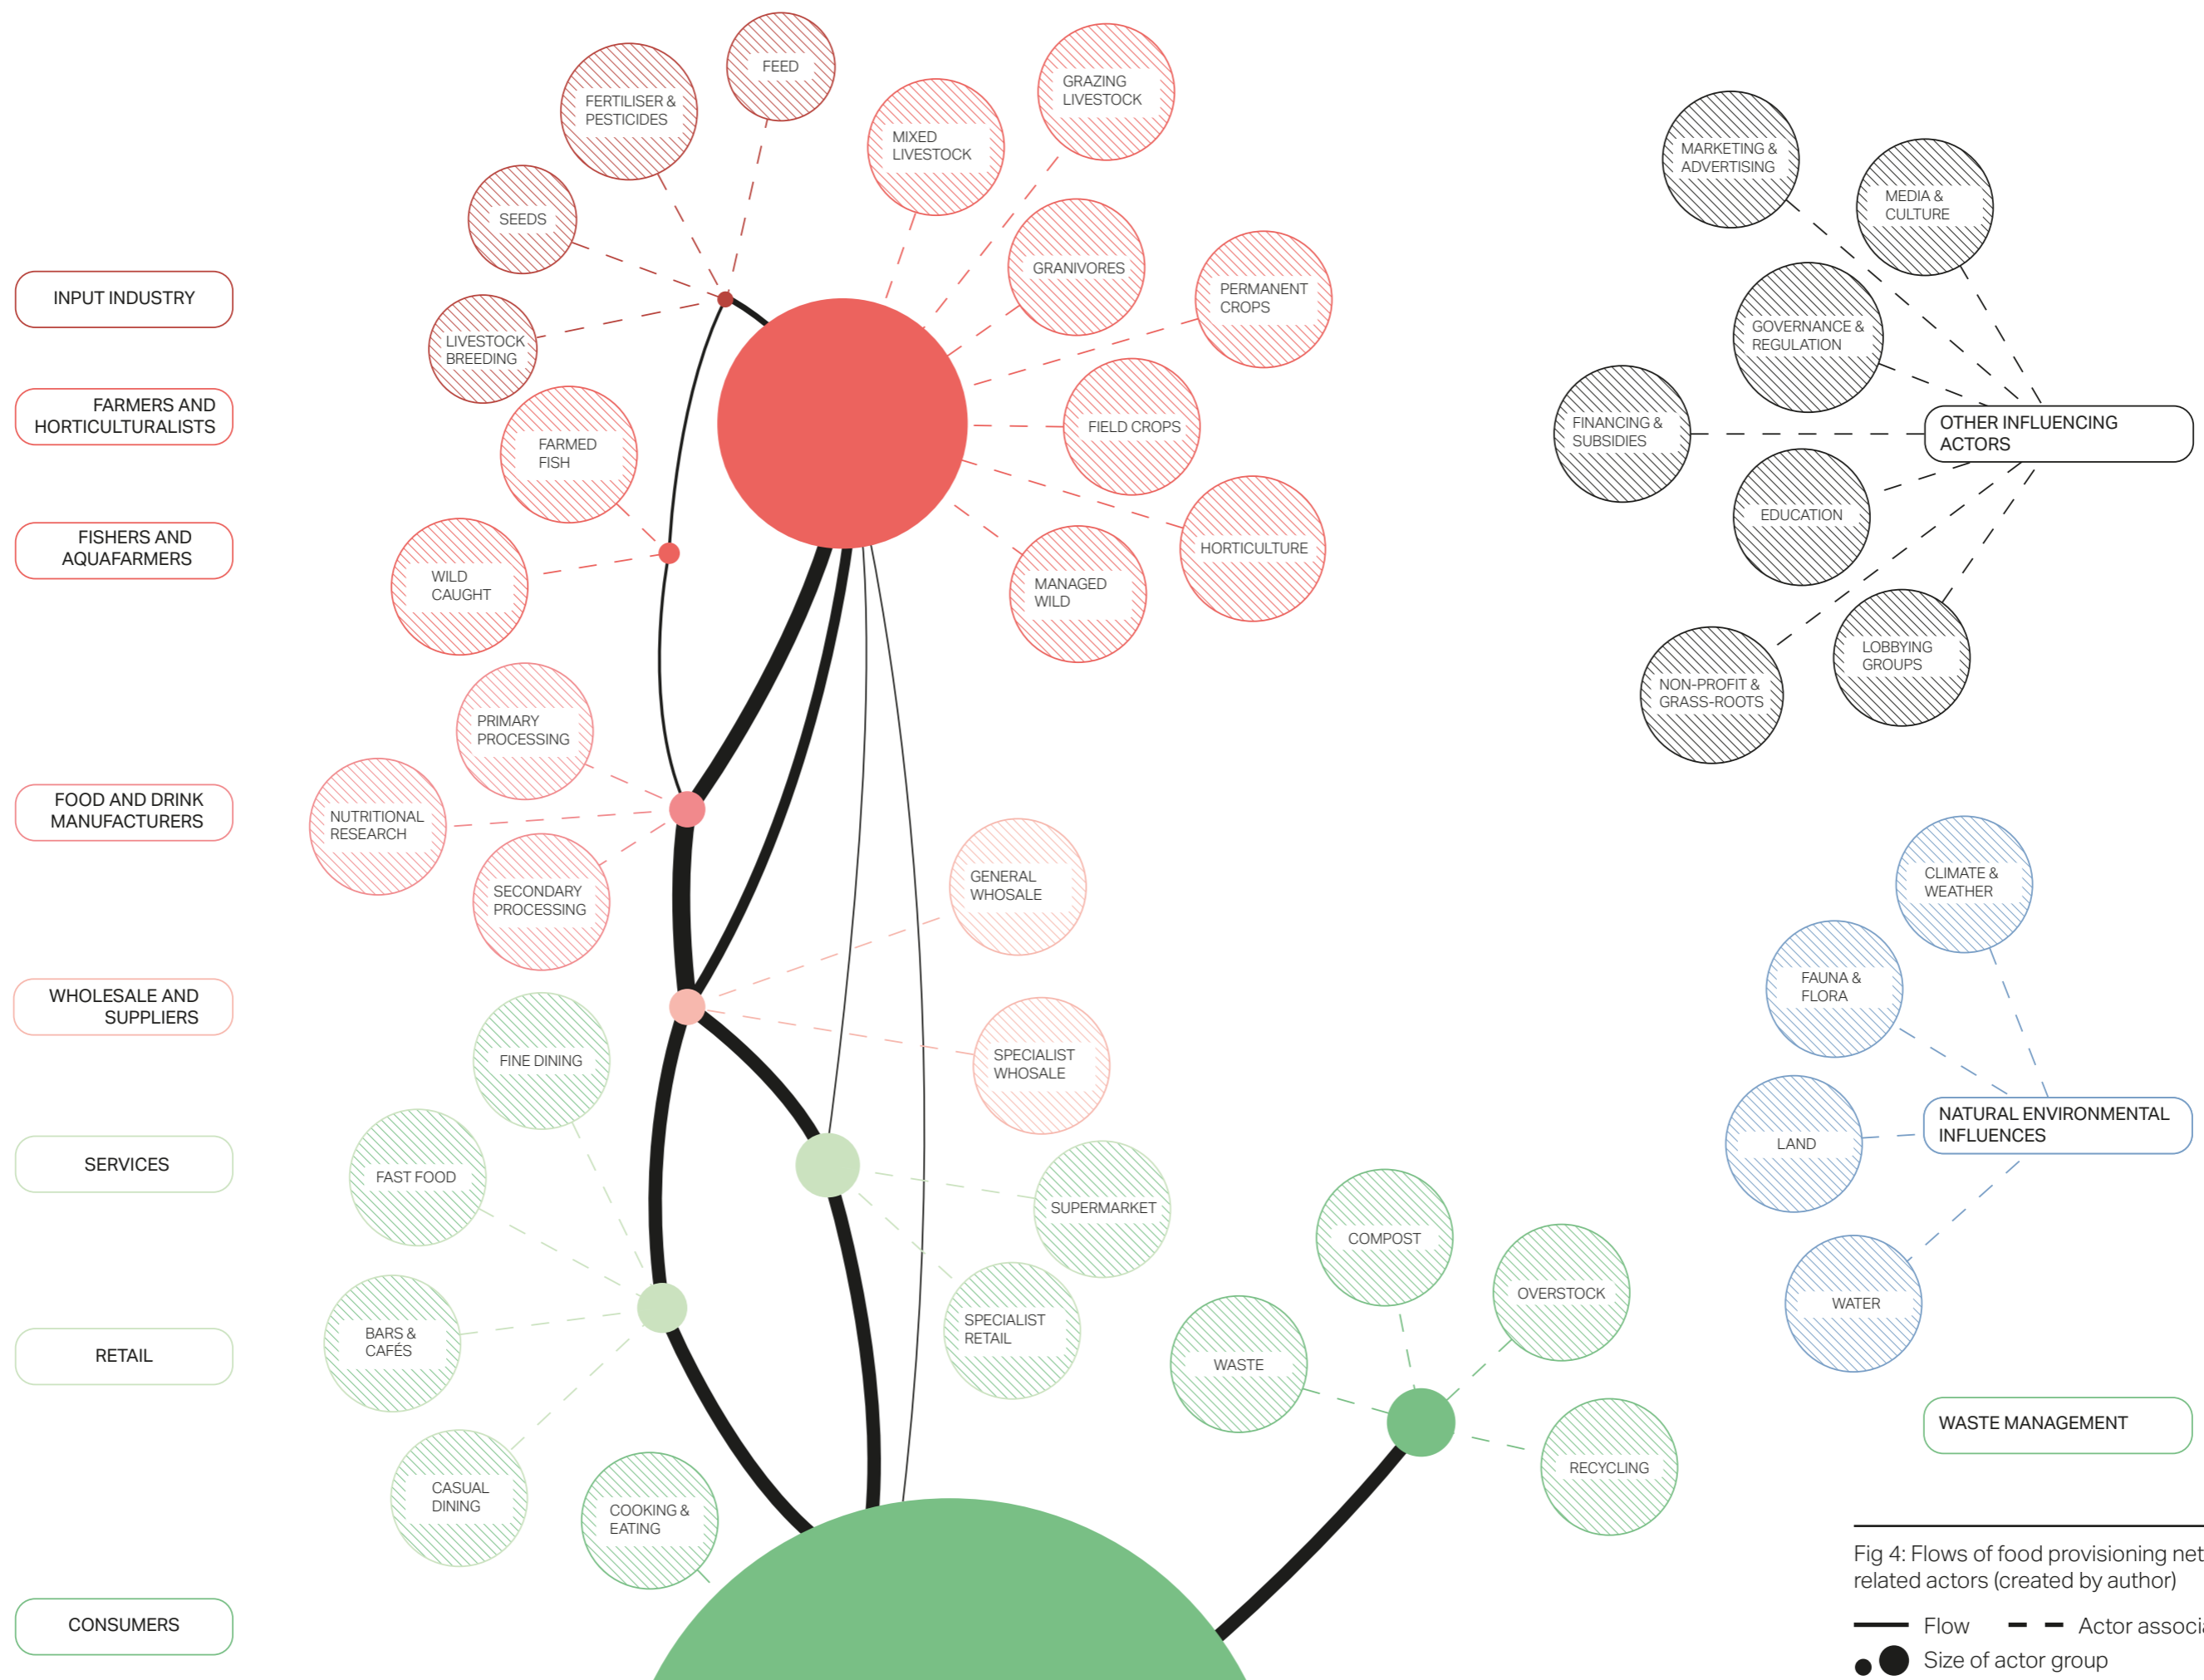 INPUT INDUSTRY
FARMERS AND
HORTICULTURALISTS
FISHERS AND
AQUAFARMERS
FOOD AND DRINK
MANUFACTURERS
WHOLESALE AND
SUPPLIERS
SERVICES
RETAIL
CONSUMERS
FEED
FERTILISER &
PESTICIDES
SEEDS
LIVESTOCK
BREEDING
MIXED
LIVESTOCK
GRAZING
LIVESTOCK
GRANIVORES
PERMANENT
CROPS
FIELD CROPS
HORTICULTURE
MANAGED
WILD
FARMED
FISH
WILD
CAUGHT
PRIMARY
PROCESSING
NUTRITIONAL
RESEARCH
SECONDARY
PROCESSING
GENERAL
WHOSALE
SPECIALIST
WHOSALE
FINE DINING
FAST FOOD
BARS &
CAFÉS
CASUAL
DINING
SUPERMARKET
SPECIALIST
RETAIL
COOKING &
EATING
COMPOST
OVERSTOCK
WASTE
RECYCLING
MARKETING &
ADVERTISING
MEDIA &
CULTURE
GOVERNANCE &
REGULATION
FINANCING &
SUBSIDIES
EDUCATION
NON-PROFIT &
GRASS-ROOTS
LOBBYING
GROUPS
OTHER INFLUENCING
ACTORS
CLIMATE &
WEATHER
FAUNA &
FLORA
LAND
WATER
NATURAL ENVIRONMENTAL
INFLUENCES
WASTE MANAGEMENT
Fig 4: Flows of food provisioning net
related actors (created by author)
Flow
Actor associa
Size of actor group